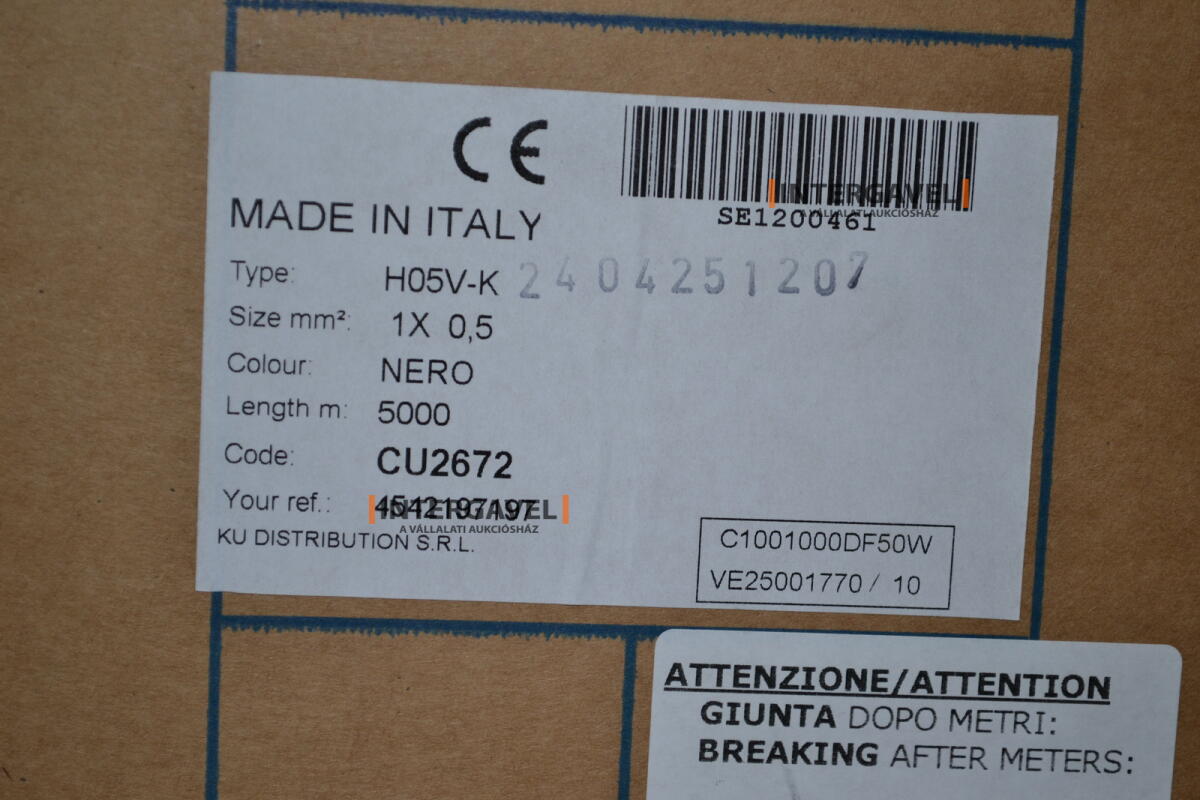 CE
INTERGAVEL
A VÁLLALATI AUKCIÓSHÁZ
SE1200461
MADE IN ITALY
Type: H05V-K 2404251207
Size mm²: 1X 0,5
Colour: NERO
Length m: 5000
Code: CU2672
Your ref.: 4542197197
INTERGAVEL
A VÁLLALATI AUKCIÓSHÁZ
KU DISTRIBUTION S.R.L.
C1001000DF50W
VE25001770 / 10
ATTENZIONE/ATTENTION
GIUNTA DOPO METRI:
BREAKING AFTER METERS: